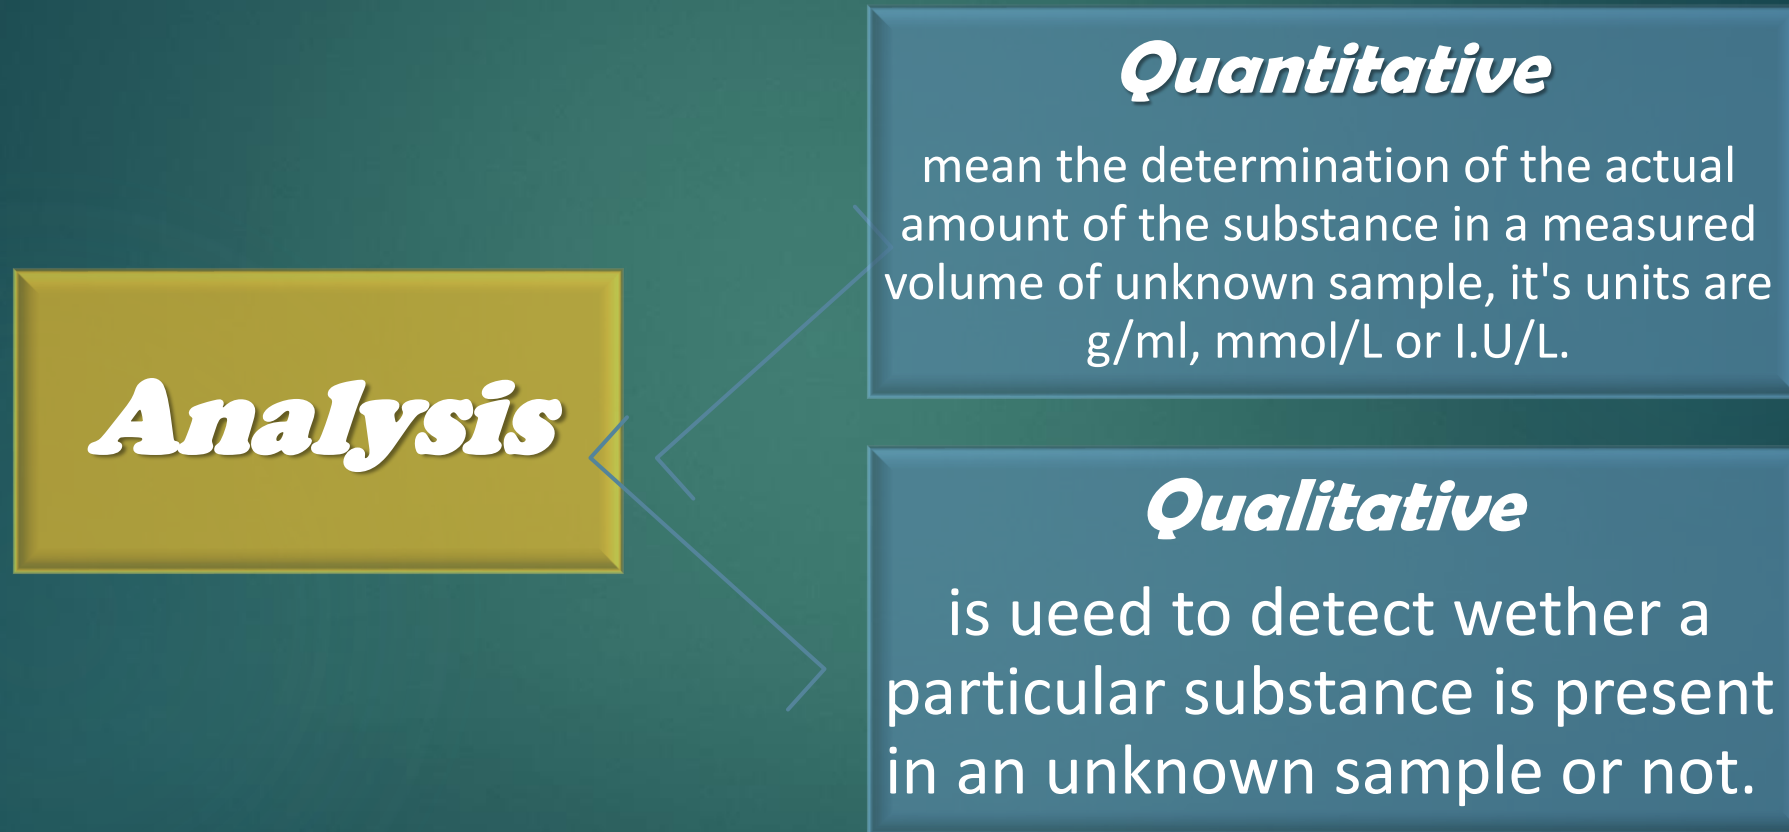 Analysis
Quantitative
mean the determination of the actual
amount of the substance in a measured
volume of unknown sample, it's units are
g/ml, mmol/L or I.U/L.
Qualitative
is ueed to detect wether a
particular substance is present
in an unknown sample or not.